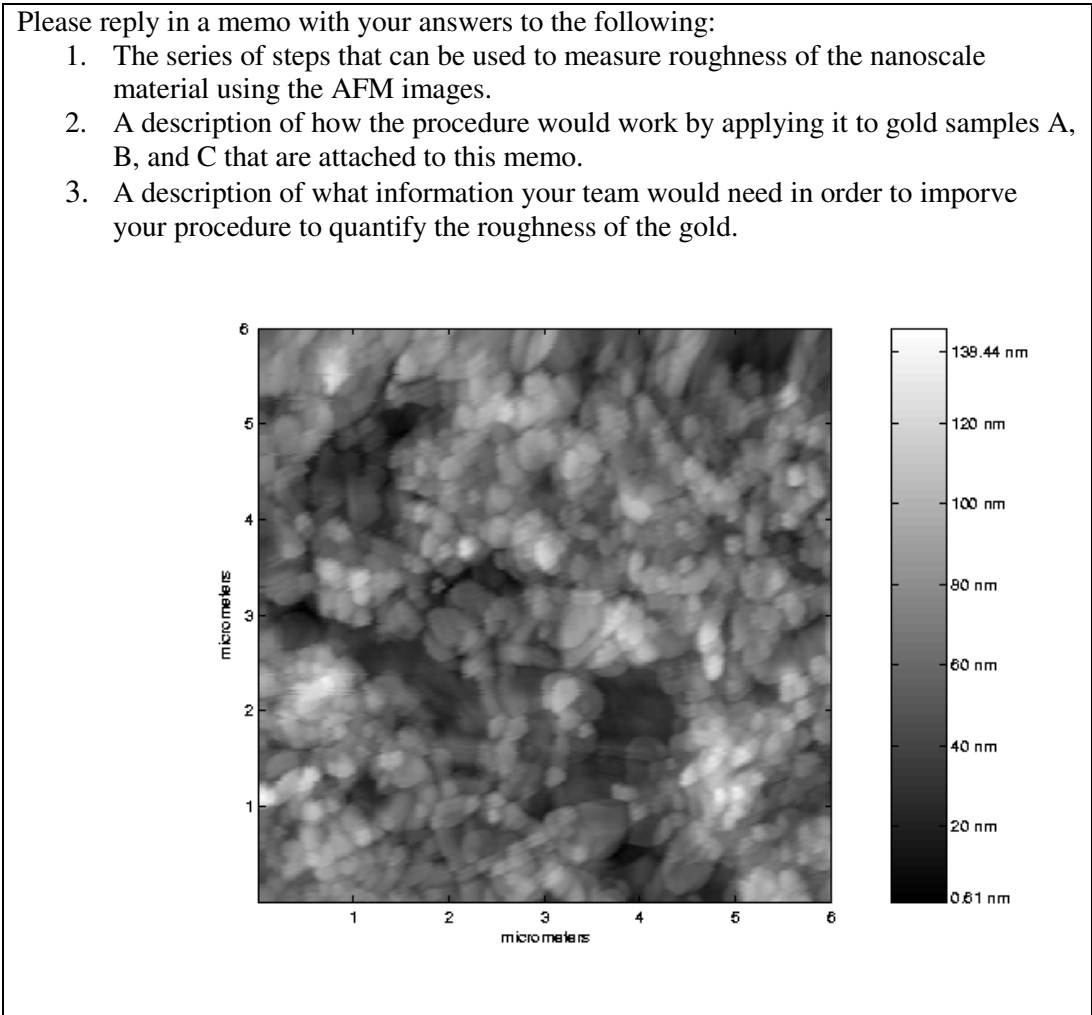 Please reply in a memo with your answers to the following:
1. The series of steps that can be used to measure roughness of the nanoscale
material using the AFM images.
2. A description of how the procedure would work by applying it to gold samples A,
B, and C that are attached to this memo.
3. A description of what information your team would need in order to imporve
your procedure to quantify the roughness of the gold.
6
5
4
3
2
1
micrometers
1 2 3 4 5 6
micrometers
139.44 nm
120 nm
100 nm
80 nm
60 nm
40 nm
20 nm
0.61 nm